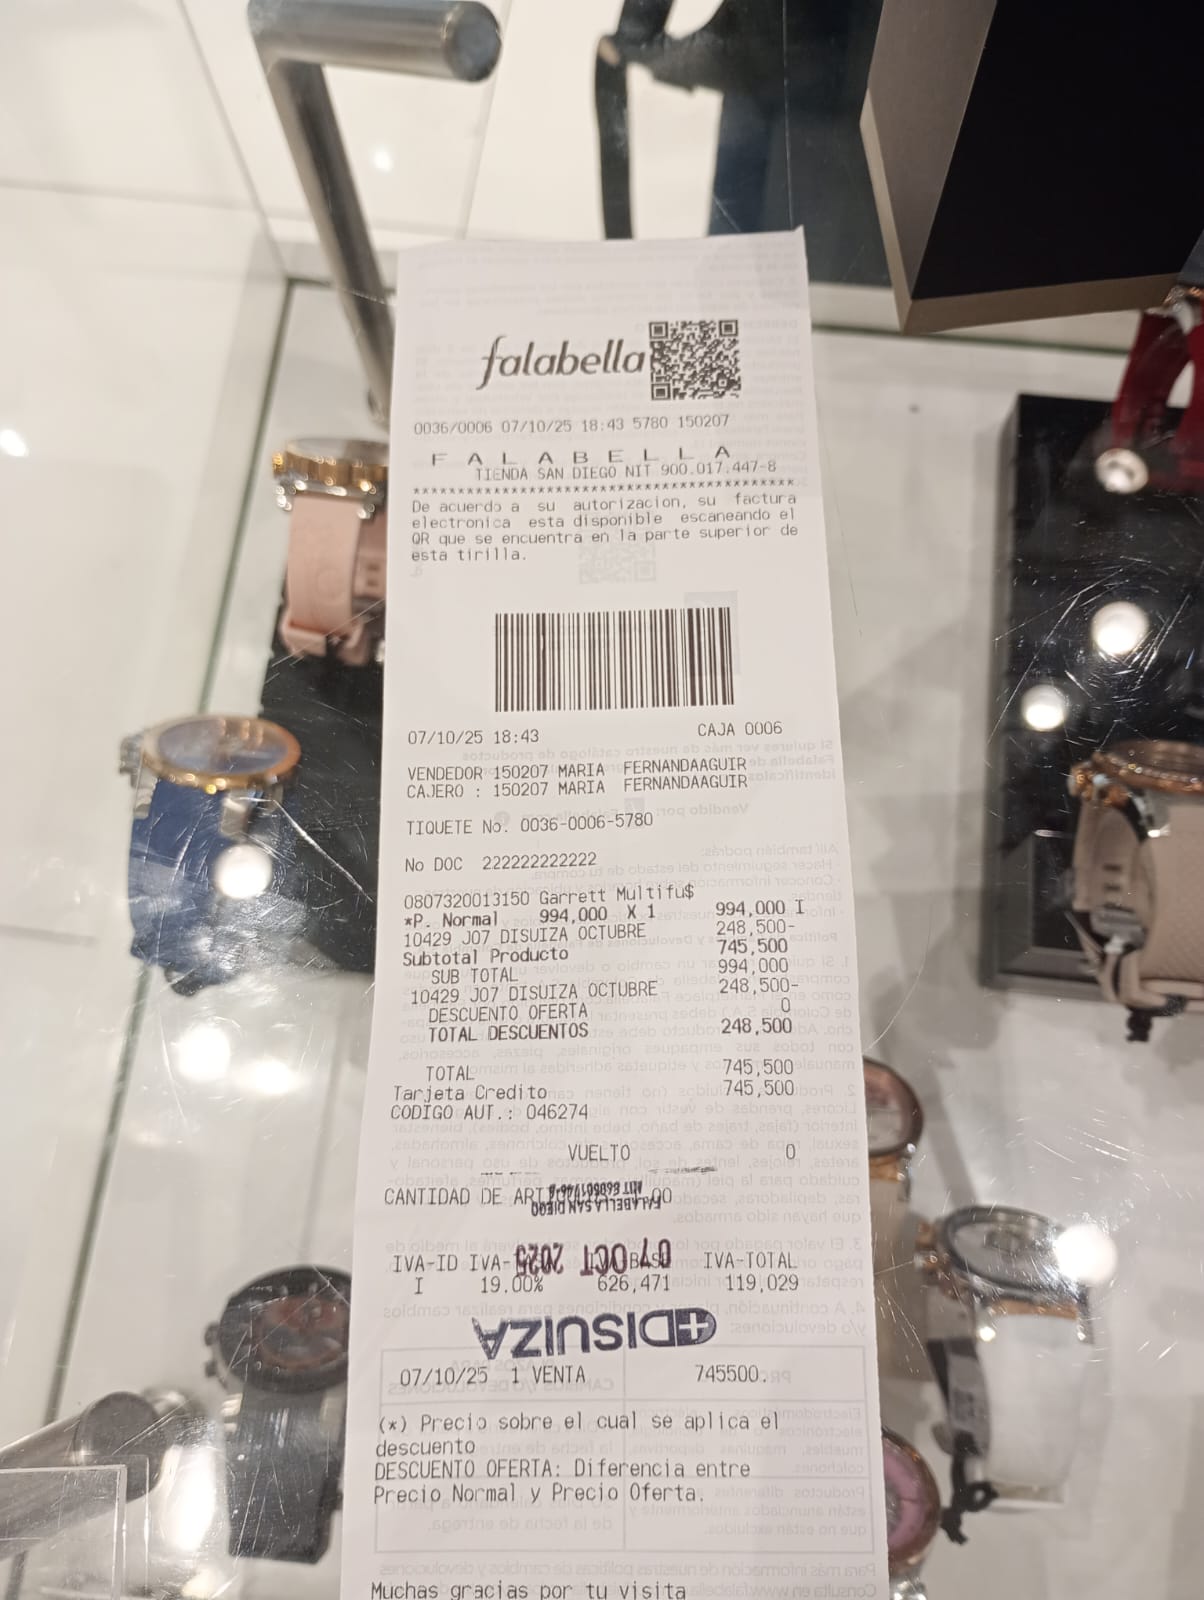 falabella
0036/0006 07/10/25 18:43 5780 150207
F A L A B E L L A
TIENDA SAN DIEGO NIT 900.017.447-8
*******************************************
De acuerdo a su autorizacion, su factura
electronica esta disponible escaneando el
QR que se encuentra en la parte superior de
esta tirilla.
07/10/25 18:43 CAJA 0006
VENDEDOR 150207 MARIA FERNANDAAGUIR
CAJERO : 150207 MARIA FERNANDAAGUIR
TIQUETE No. 0036-0006-5780
No DOC 222222222222
0807320013150 Garrett Multifu$
*P. Normal 994,000 X 1 994,000 I
10429 J07 DISUIZA OCTUBRE 248,500-
Subtotal Producto 745,500
SUB TOTAL 994,000
10429 J07 DISUIZA OCTUBRE 248,500-
DESCUENTO OFERTA 0
TOTAL DESCUENTOS 248,500
TOTAL 745,500
Tarjeta Credito 745,500
CODIGO AUT.: 046274
VUELTO 0
CANTIDAD DE
FALABELLA SAN DIEGO
IVA-ID IVA- BASE IVA-TOTAL
07 OCT 2025
I 19.00% 626,471 119,029
DISUIZA
07/10/25 1 VENTA 745500.
(*) Precio sobre el cual se aplica el
descuento
DESCUENTO OFERTA: Diferencia entre
Precio Normal y Precio Oferta.
Muchas gracias por tu visita